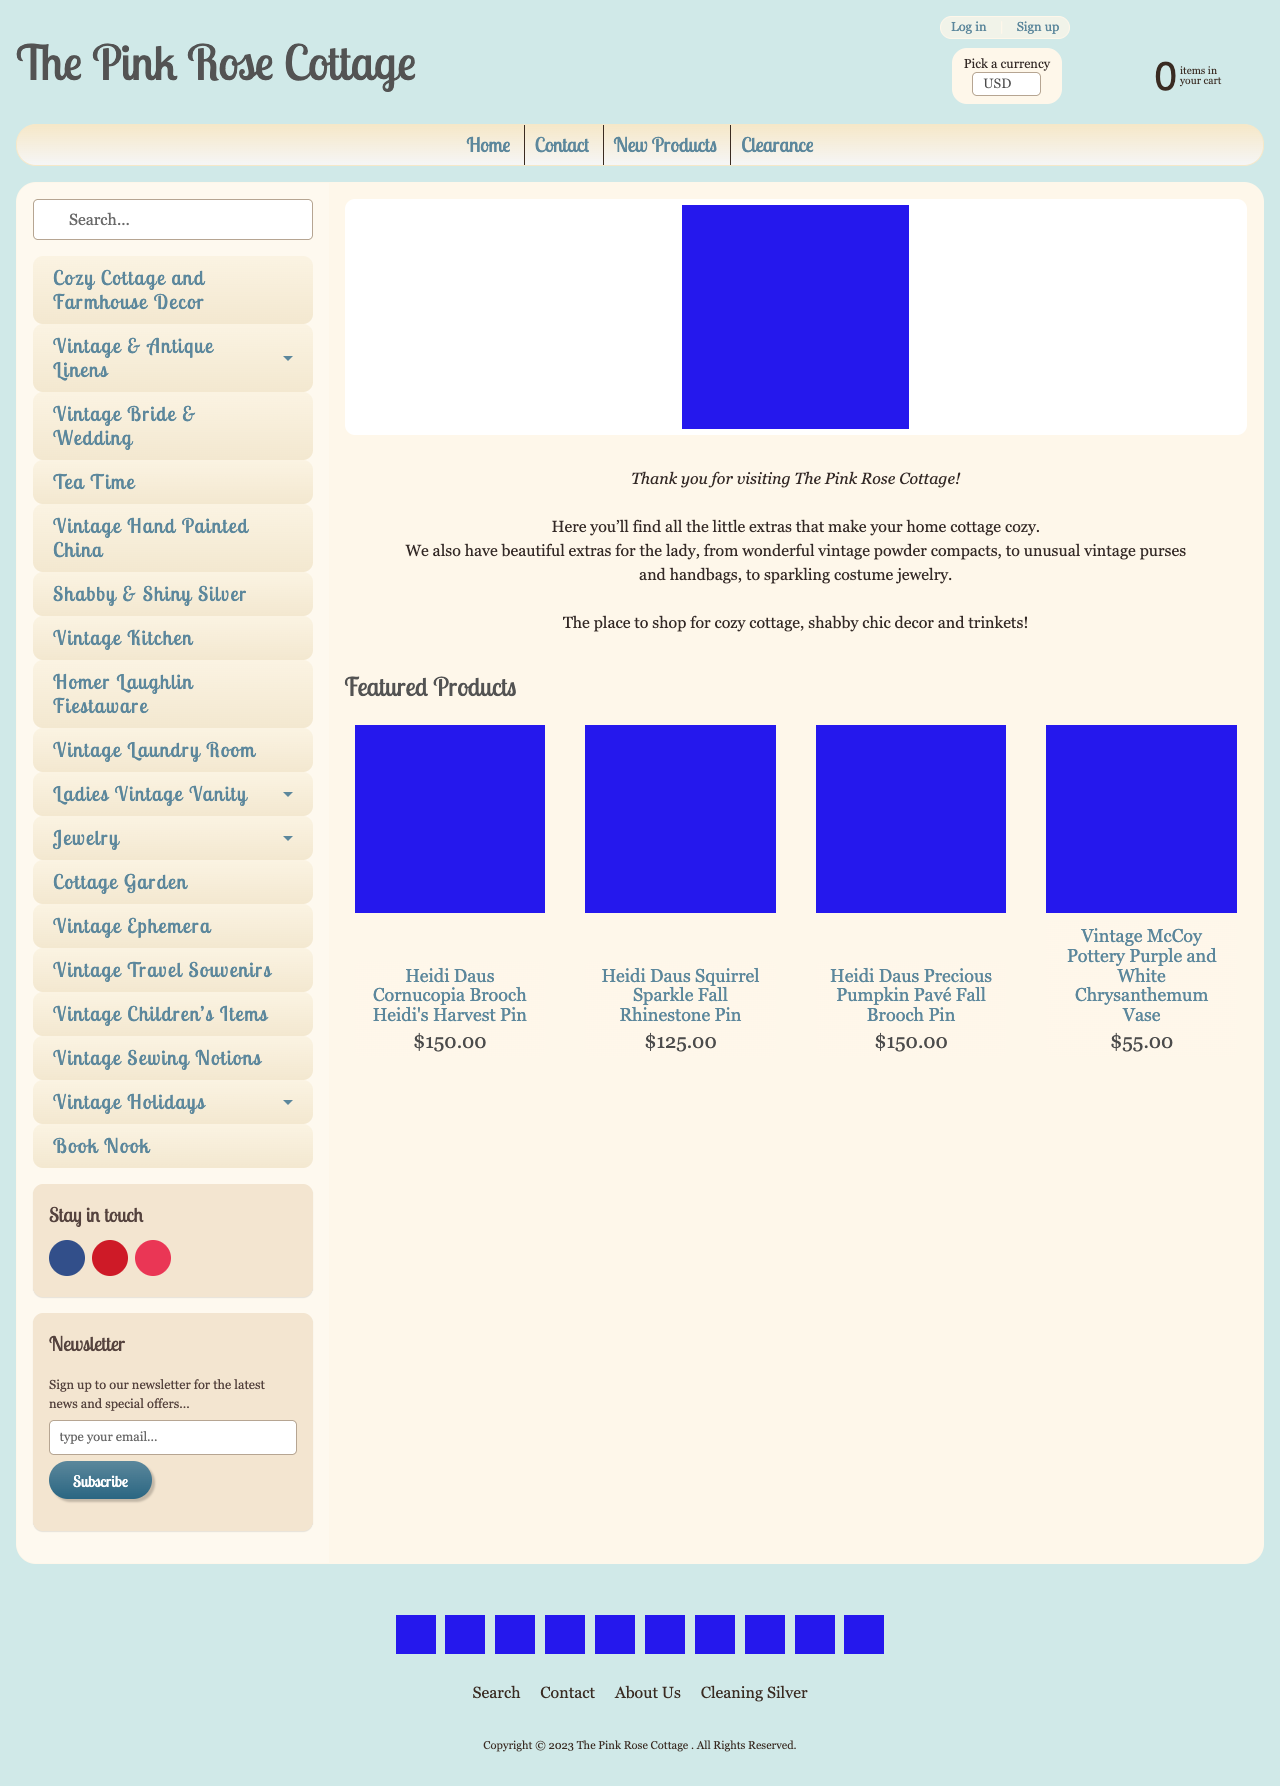 The Pink Rose Cottage
Log in
Sign up
Pick a currency
USD
0 items in
your cart
Home
Contact
New Products
Clearance
Search...
Cozy Cottage and
Farmhouse Decor
Vintage & Antique
Linens
Vintage Bride &
Wedding
Tea Time
Vintage Hand Painted
China
Shabby & Shiny Silver
Vintage Kitchen
Homer Laughlin
Fiestaware
Vintage Laundry Room
Ladies Vintage Vanity
Jewelry
Cottage Garden
Vintage Ephemera
Vintage Travel Souvenirs
Vintage Children's Items
Vintage Sewing Notions
Vintage Holidays
Book Nook
Stay in touch
Newsletter
Sign up to our newsletter for the latest
news and special offers...
type your email...
Subscribe
Thank you for visiting The Pink Rose Cottage!
Here you'll find all the little extras that make your home cottage cozy.
We also have beautiful extras for the lady, from wonderful vintage powder compacts, to unusual vintage purses
and handbags, to sparkling costume jewelry.
The place to shop for cozy cottage, shabby chic decor and trinkets!
Featured Products
Heidi Daus
Cornucopia Brooch
Heidi's Harvest Pin
$150.00
Heidi Daus Squirrel
Sparkle Fall
Rhinestone Pin
$125.00
Heidi Daus Precious
Pumpkin Pavé Fall
Brooch Pin
$150.00
Vintage McCoy
Pottery Purple and
White
Chrysanthemum
Vase
$55.00
Search
Contact
About Us
Cleaning Silver
Copyright © 2023 The Pink Rose Cottage . All Rights Reserved.